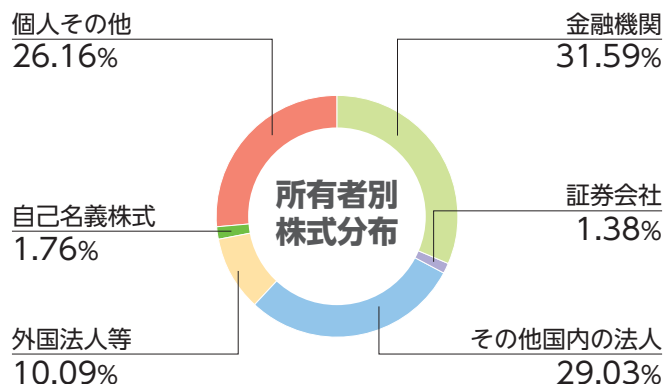 個人その他
26.16%
金融機関
31.59%
所有者別
株式分布
自己名義株式
1.76%
証券会社
1.38%
外国法人等
10.09%
その他国内の法人
29.03%